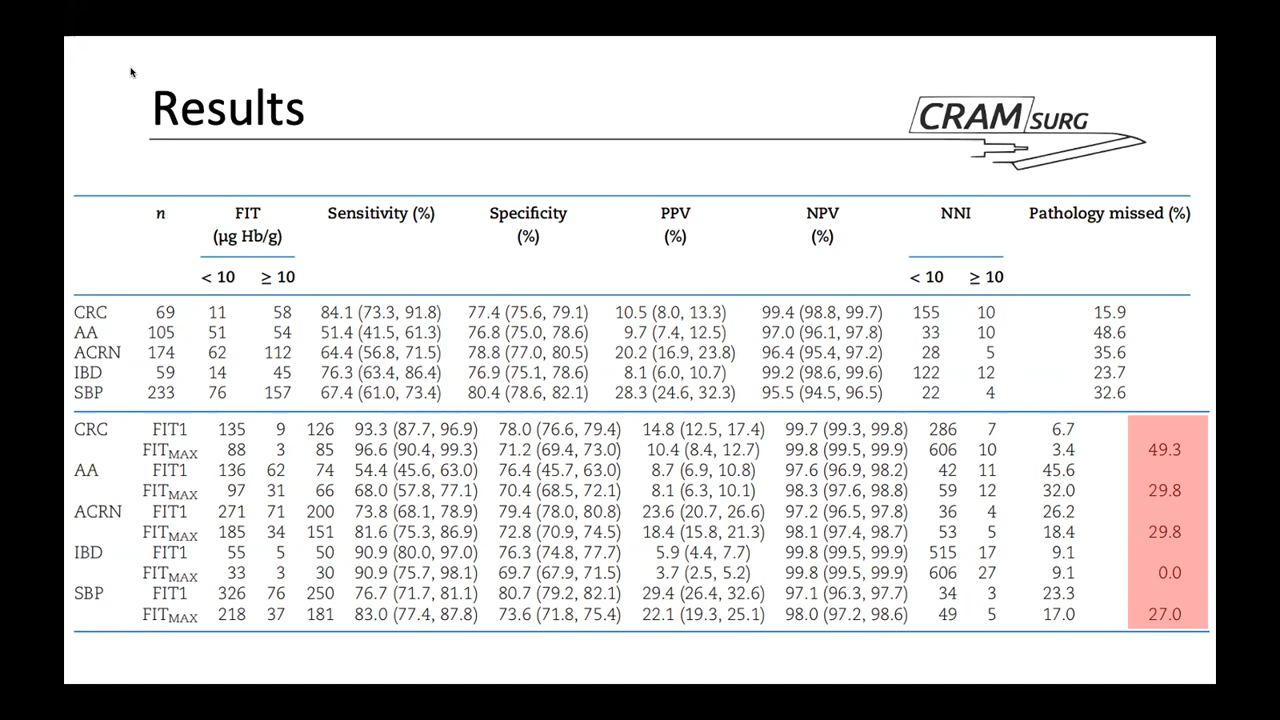 Results
CRAM SURG
n FIT Sensitivity (%) Specificity PPV NPV NNI Pathology missed (%)
(µg Hb/g) (%) (%) (%)
< 10 ≥ 10 < 10 ≥ 10
CRC 69 11 58 84.1 (73.3, 91.8) 77.4 (75.6, 79.1) 10.5 (8.0, 13.3) 99.4 (98.8, 99.7) 155 10 15.9
AA 105 51 54 51.4 (41.5, 61.3) 76.8 (75.0, 78.6) 9.7 (7.4, 12.5) 97.0 (96.1, 97.8) 33 10 48.6
ACRN 174 62 112 64.4 (56.8, 71.5) 78.8 (77.0, 80.5) 20.2 (16.9, 23.8) 96.4 (95.4, 97.2) 28 5 35.6
IBD 59 14 45 76.3 (63.4, 86.4) 76.9 (75.1, 78.6) 8.1 (6.0, 10.7) 99.2 (98.6, 99.6) 122 12 23.7
SBP 233 76 157 67.4 (61.0, 73.4) 80.4 (78.6, 82.1) 28.3 (24.6, 32.3) 95.5 (94.5, 96.5) 22 4 32.6
CRC FIT1 135 9 126 93.3 (87.7, 96.9) 78.0 (76.6, 79.4) 14.8 (12.5, 17.4) 99.7 (99.3, 99.8) 286 7 6.7
FITMAX 88 3 85 96.6 (90.4, 99.3) 71.2 (69.4, 73.0) 10.4 (8.4, 12.7) 99.8 (99.5, 99.9) 606 10 3.4 49.3
AA FIT1 136 62 74 54.4 (45.6, 63.0) 76.4 (45.7, 63.0) 8.7 (6.9, 10.8) 97.6 (96.9, 98.2) 42 11 45.6
FITMAX 97 31 66 68.0 (57.8, 77.1) 70.4 (68.5, 72.1) 8.1 (6.3, 10.1) 98.3 (97.6, 98.8) 59 12 32.0 29.8
ACRN FIT1 271 71 200 73.8 (68.1, 78.9) 79.4 (78.0, 80.8) 23.6 (20.7, 26.6) 97.2 (96.5, 97.8) 36 4 26.2
FITMAX 185 34 151 81.6 (75.3, 86.9) 72.8 (70.9, 74.5) 18.4 (15.8, 21.3) 98.1 (97.4, 98.7) 53 5 18.4 29.8
IBD FIT1 55 5 50 90.9 (80.0, 97.0) 76.3 (74.8, 77.7) 5.9 (4.4, 7.7) 99.8 (99.5, 99.9) 515 17 9.1
FITMAX 33 3 30 90.9 (75.7, 98.1) 69.7 (67.9, 71.5) 3.7 (2.5, 5.2) 99.8 (99.5, 99.9) 606 27 9.1 0.0
SBP FIT1 326 76 250 76.7 (71.7, 81.1) 80.7 (79.2, 82.1) 29.4 (26.4, 32.6) 97.1 (96.3, 97.7) 34 3 23.3
FITMAX 218 37 181 83.0 (77.4, 87.8) 73.6 (71.8, 75.4) 22.1 (19.3, 25.1) 98.0 (97.2, 98.6) 49 5 17.0 27.0